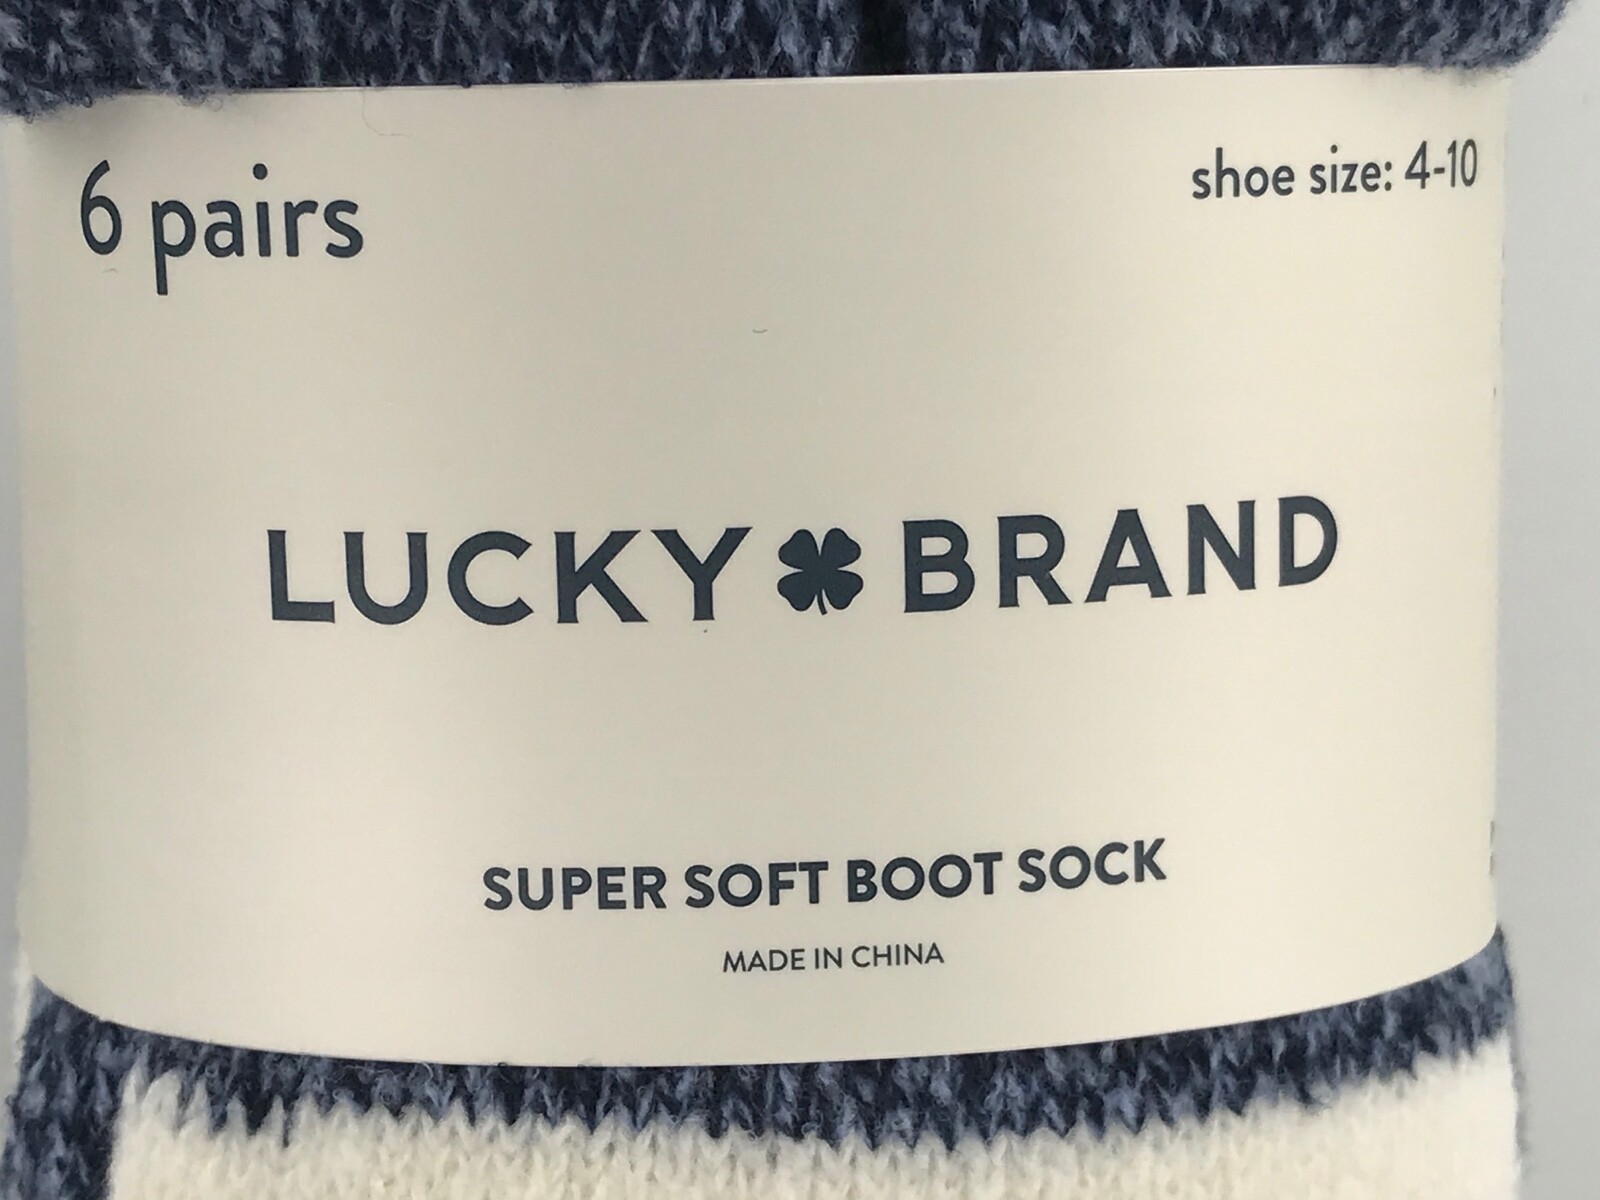 6 pairs
shoe size: 4-10
LUCKY BRAND
SUPER SOFT BOOT SOCK
MADE IN CHINA